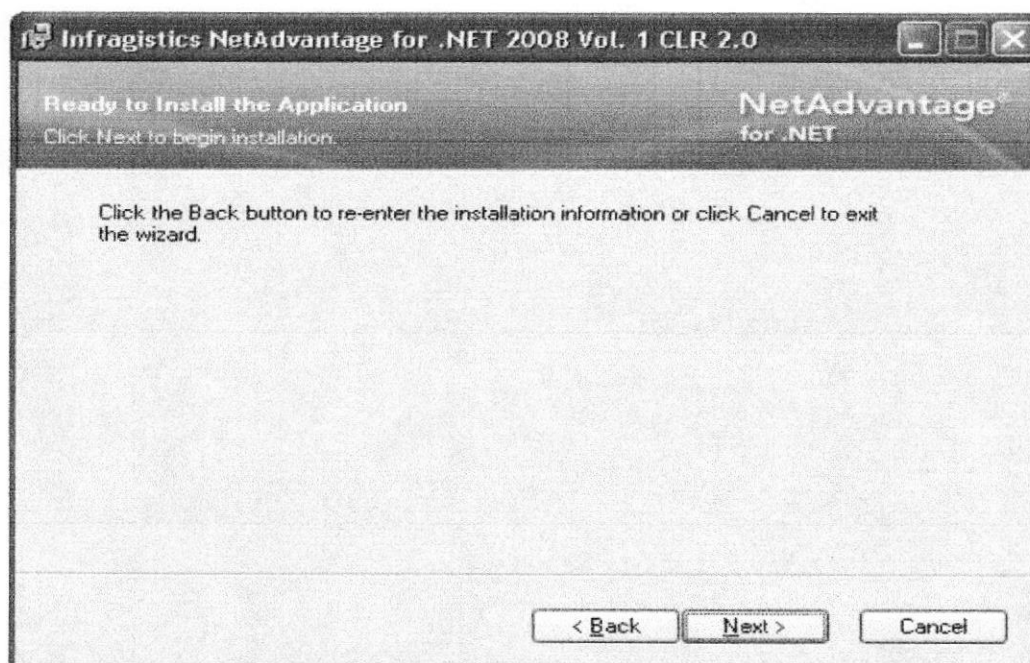 Infragistics NetAdvantage for .NET 2008 Vol. 1 CLR 2.0
Ready to Install the Application
Click Next to begin installation.
NetAdvantage®
for .NET
Click the Back button to re-enter the installation information or click Cancel to exit
the wizard.
< Back
Next >
Cancel